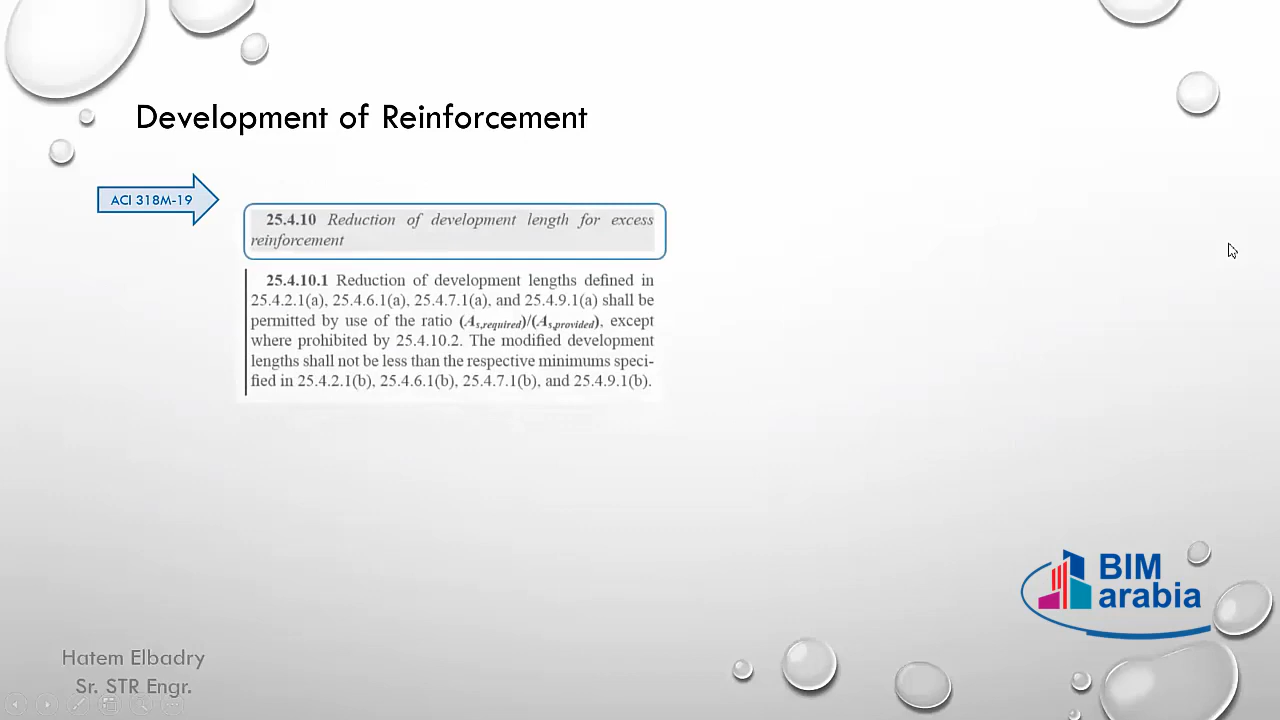 Development of Reinforcement
ACI 318M-19
25.4.10 Reduction of development length for excess
reinforcement
25.4.10.1 Reduction of development lengths defined in
25.4.2.1(a), 25.4.6.1(a), 25.4.7.1(a), and 25.4.9.1(a) shall be
permitted by use of the ratio (As,required)/(As,provided), except
where prohibited by 25.4.10.2. The modified development
lengths shall not be less than the respective minimums speci-
fied in 25.4.2.1(b), 25.4.6.1(b), 25.4.7.1(b), and 25.4.9.1(b).
BIM
arabia
Hatem Elbadry
Sr. STR Engr.